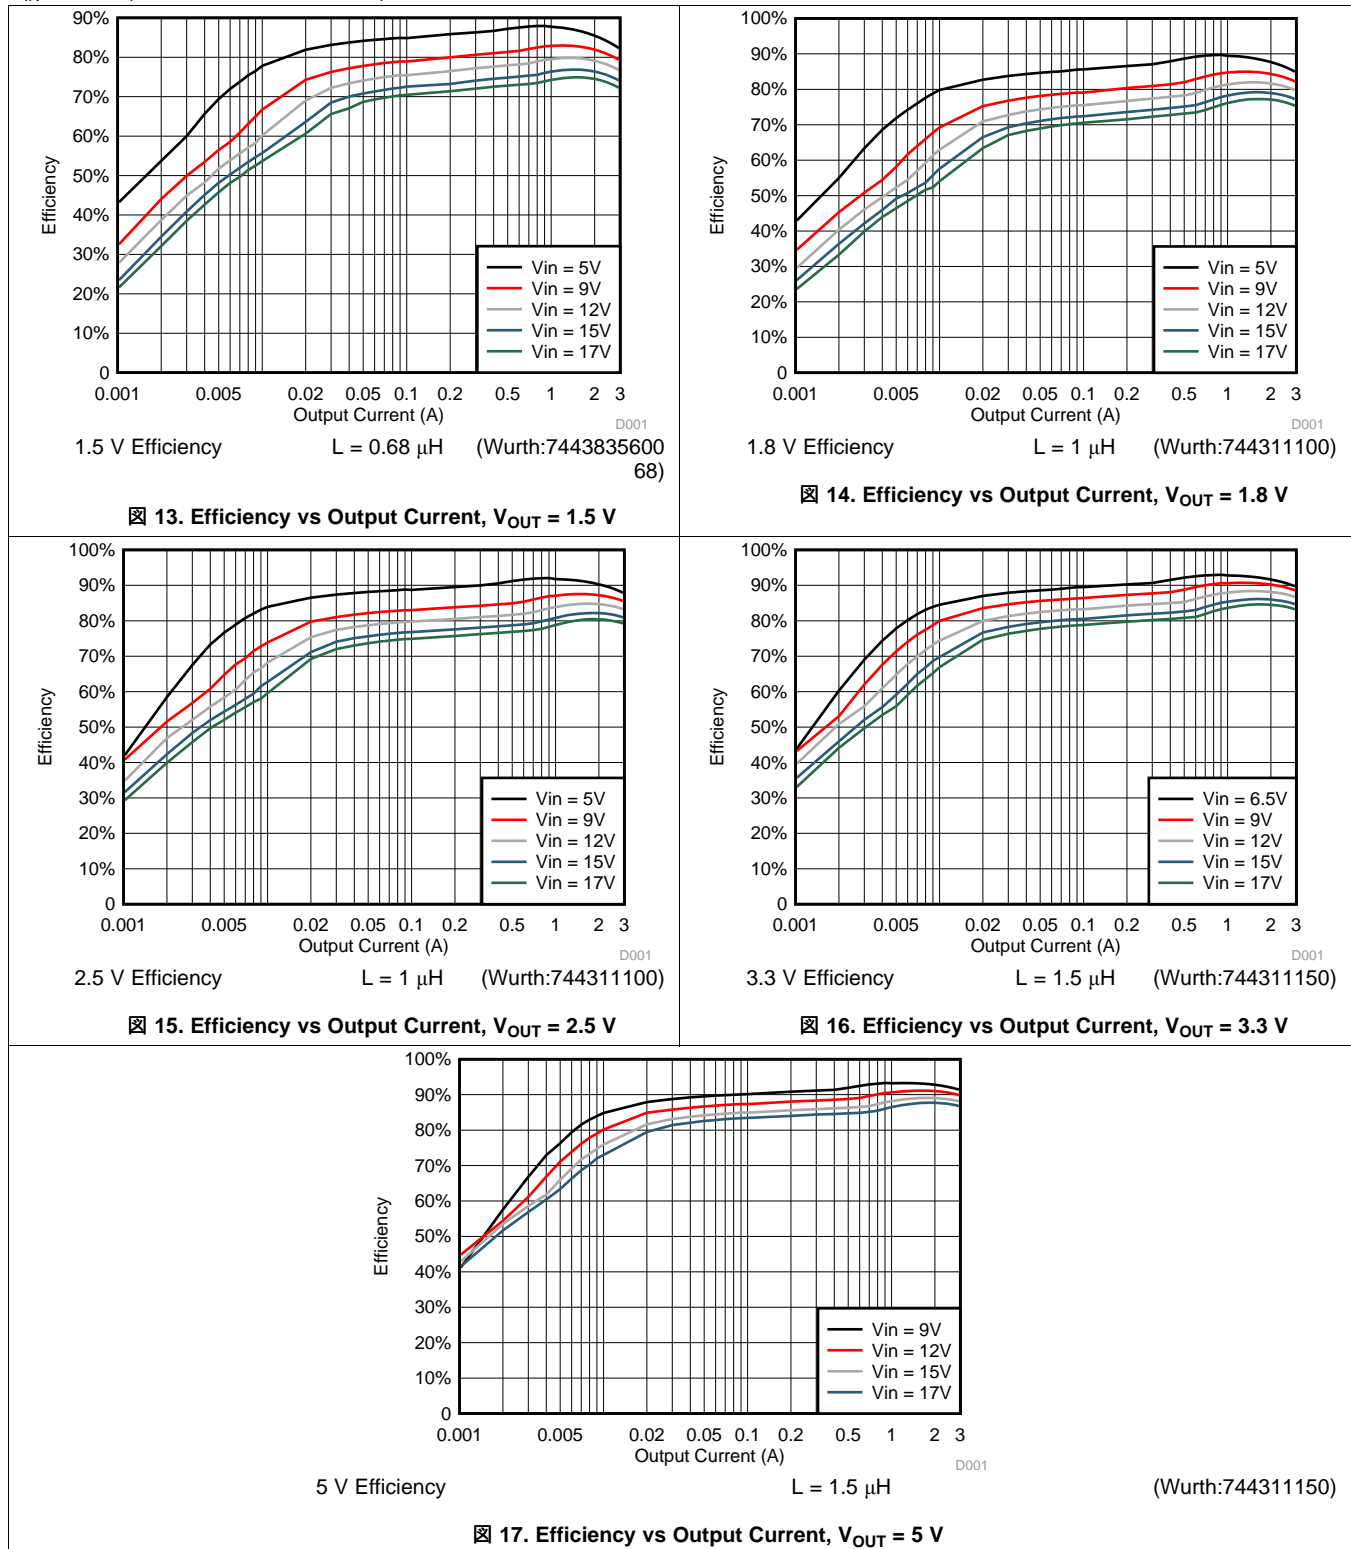 90%
80%
70%
60%
50%
40%
30%
20%
10%
0
Efficiency
0.001 0.005 0.02 0.05 0.1 0.2 0.5 1 2 3
Output Current (A)
D001
Vin = 5V
Vin = 9V
Vin = 12V
Vin = 15V
Vin = 17V
1.5 V Efficiency L = 0.68 μH (Wurth:7443835600
68)
図 13. Efficiency vs Output Current, VOUT = 1.5 V
100%
90%
80%
70%
60%
50%
40%
30%
20%
10%
0
Efficiency
0.001 0.005 0.02 0.05 0.1 0.2 0.5 1 2 3
Output Current (A)
D001
Vin = 5V
Vin = 9V
Vin = 12V
Vin = 15V
Vin = 17V
1.8 V Efficiency L = 1 μH (Wurth:744311100)
図 14. Efficiency vs Output Current, VOUT = 1.8 V
100%
90%
80%
70%
60%
50%
40%
30%
20%
10%
0
Efficiency
0.001 0.005 0.02 0.05 0.1 0.2 0.5 1 2 3
Output Current (A)
D001
Vin = 5V
Vin = 9V
Vin = 12V
Vin = 15V
Vin = 17V
2.5 V Efficiency L = 1 μH (Wurth:744311100)
図 15. Efficiency vs Output Current, VOUT = 2.5 V
100%
90%
80%
70%
60%
50%
40%
30%
20%
10%
0
Efficiency
0.001 0.005 0.02 0.05 0.1 0.2 0.5 1 2 3
Output Current (A)
D001
Vin = 6.5V
Vin = 9V
Vin = 12V
Vin = 15V
Vin = 17V
3.3 V Efficiency L = 1.5 μH (Wurth:744311150)
図 16. Efficiency vs Output Current, VOUT = 3.3 V
100%
90%
80%
70%
60%
50%
40%
30%
20%
10%
0
Efficiency
0.001 0.005 0.02 0.05 0.1 0.2 0.5 1 2 3
Output Current (A)
D001
Vin = 9V
Vin = 12V
Vin = 15V
Vin = 17V
5 V Efficiency L = 1.5 μH (Wurth:744311150)
図 17. Efficiency vs Output Current, VOUT = 5 V